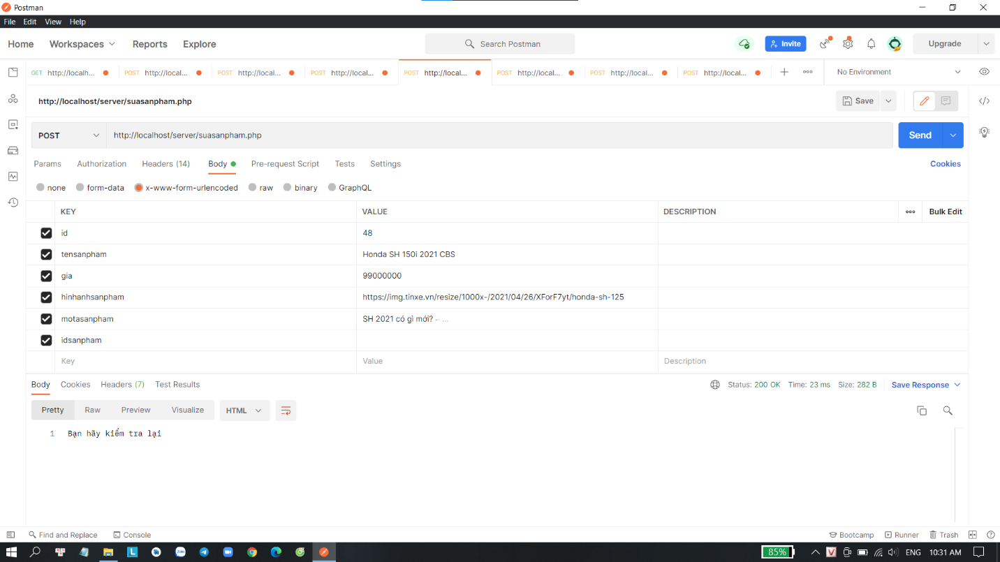 Postman
File Edit View Help
Home Workspaces Reports Explore Search Postman Invite Upgrade
GET http://localh... POST http://local... POST http://local... POST http://local... POST http://local... POST http://local... POST http://local... POST http://local... No Environment
http://localhost/server/suasanpham.php Save
POST http://localhost/server/suasanpham.php Send
Params Authorization Headers (14) Body Pre-request Script Tests Settings Cookies
none form-data x-www-form-urlencoded raw binary GraphQL
KEY VALUE DESCRIPTION Bulk Edit
id 48
tensanpham Honda SH 150i 2021 CBS
gia 99000000
hinhanhsanpham https://img.tinxe.vn/resize/1000x-/2021/04/26/XForF7yt/honda-sh-125
motasanpham SH 2021 có gì mới? ...
idsanpham
Key Value Description
Body Cookies Headers (7) Test Results Status: 200 OK Time: 23 ms Size: 282 B Save Response
Pretty Raw Preview Visualize HTML
1 Bạn hãy kiểm tra lại
Find and Replace Console Bootcamp Runner Trash
L Zalo 85% V ENG 10:31 AM